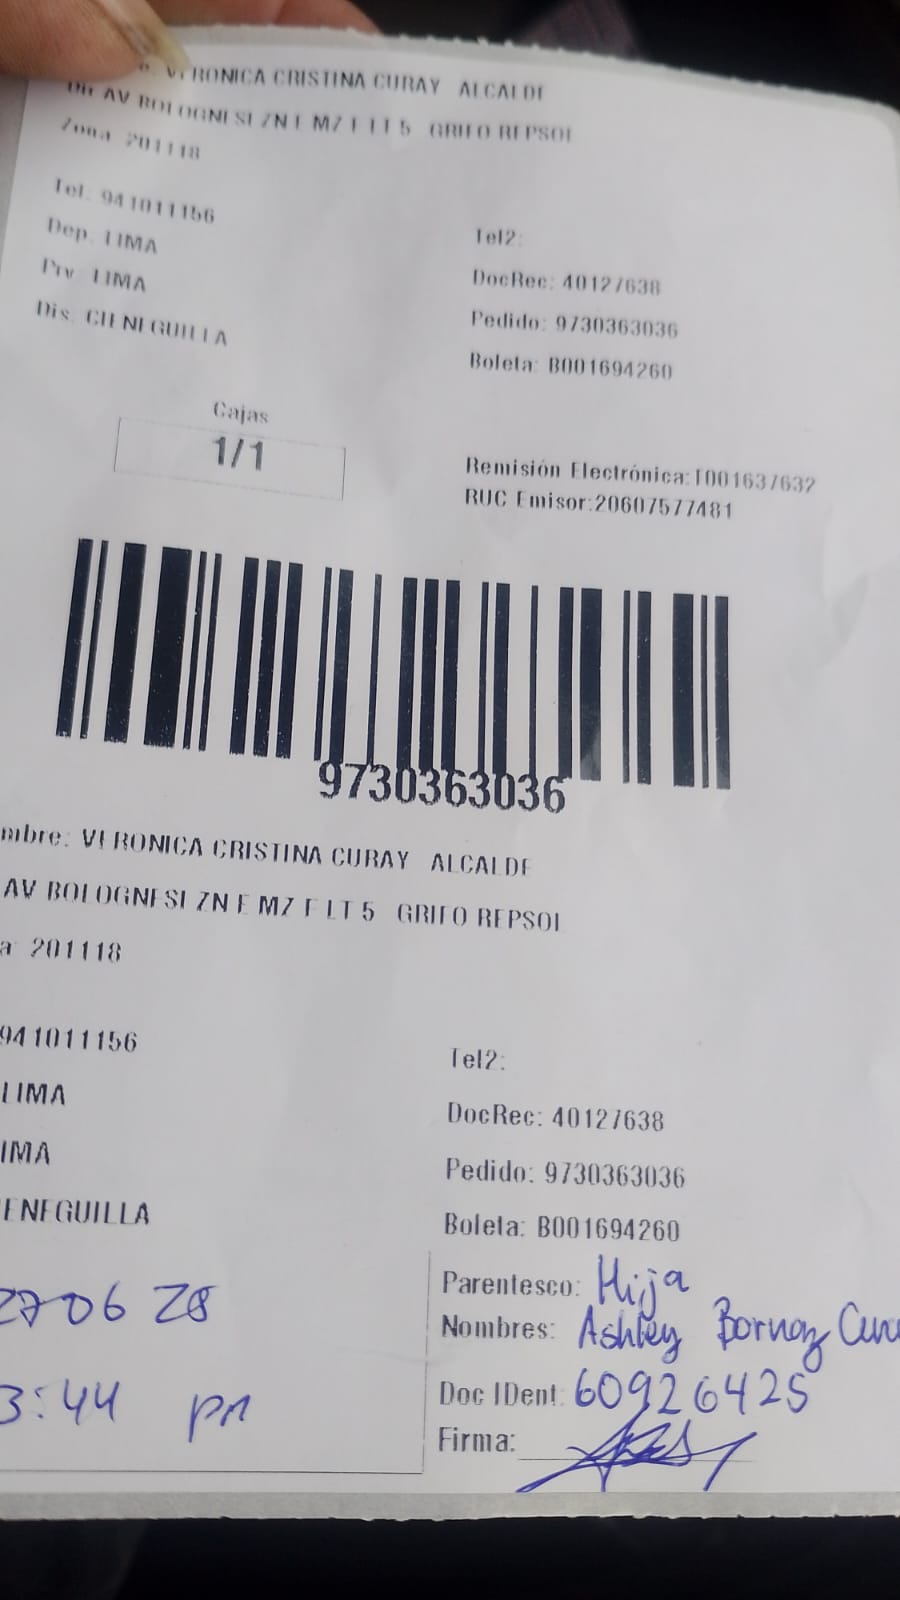 VERONICA CRISTINA CURAY ALCALDE
AV BOLOGNESI ZN E MZ F LT 5 GRIFO REPSOL
Zona 201118
Tel. 941011156
Tel2:
Dep. LIMA
DocRec: 40127638
Prv. LIMA
Pedido: 9730363036
Dis. CIENEGUILLA
Boleta: B001694260
Cajas
1/1
Remisión Electrónica:T001637632
RUC Emisor:20607577481
9730363036
mbre: VERONICA CRISTINA CURAY ALCALDE
AV BOLOGNESI ZN E MZ F LT 5 GRIFO REPSOL
a 201118
941011156
Tel2:
LIMA
DocRec: 40127638
IMA
Pedido: 9730363036
ENEGUILLA
Boleta: B001694260
Parentesco: Hija
Nombres: Ashley Bornaz
Doc IDent: 60926425
3:44 pm
Firma: